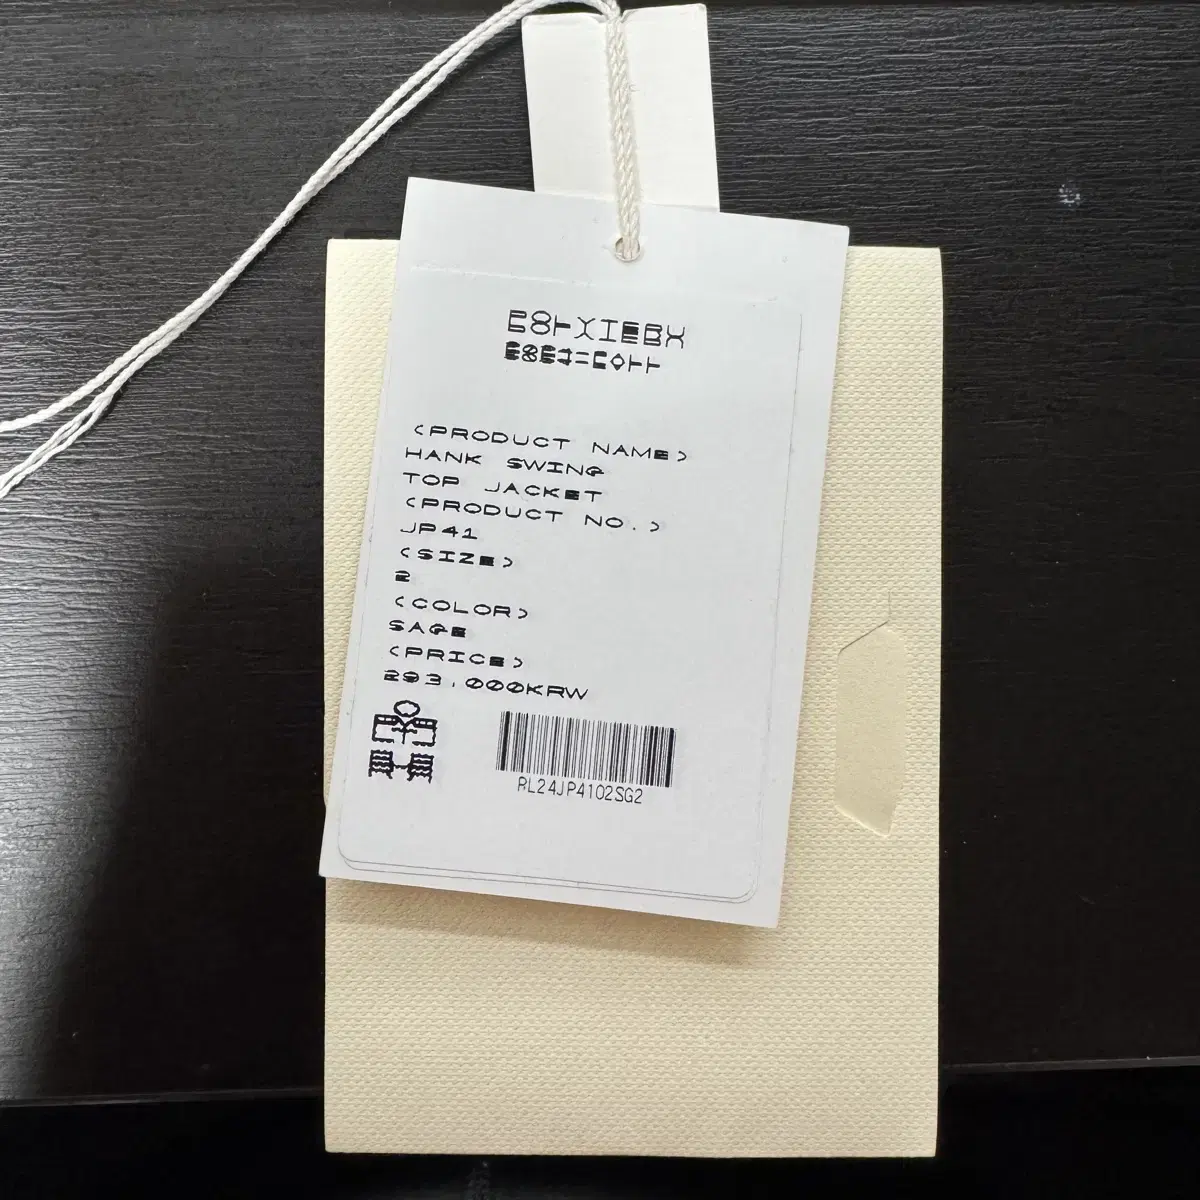 <PRODUCT NAME>
HANK SWING
TOP JACKET
<PRODUCT NO.>
JP41
<SIZE>
2
<COLOR>
SAGE
<PRICE>
293,000KRW
RL24JP4102SG2